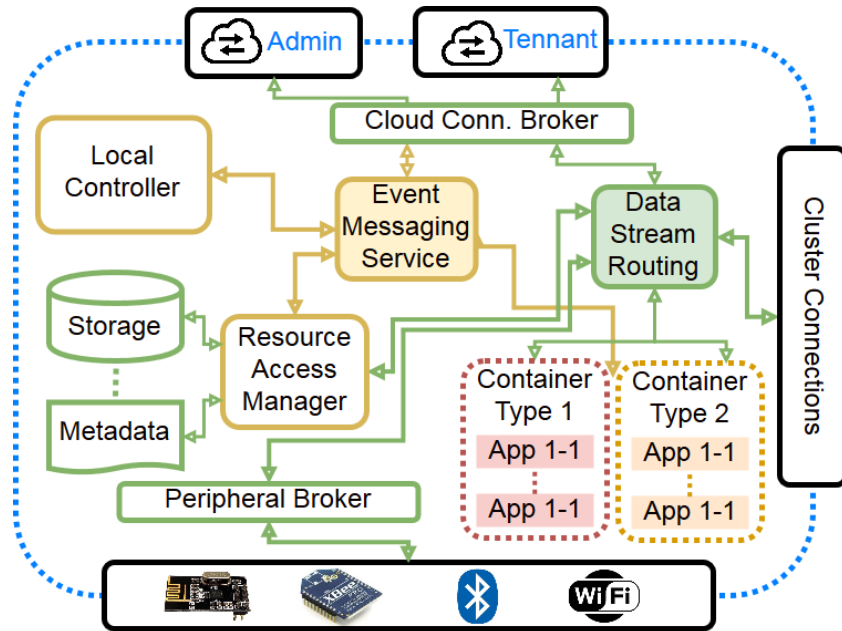 Admin
Tennant
Cloud Conn. Broker
Local
Controller
Event
Messaging
Service
Data
Stream
Routing
Cluster Connections
Storage
Resource
Access
Manager
Metadata
Container
Type 1
App 1-1
App 1-1
Container
Type 2
App 1-1
App 1-1
Peripheral Broker
XBee
WiFi